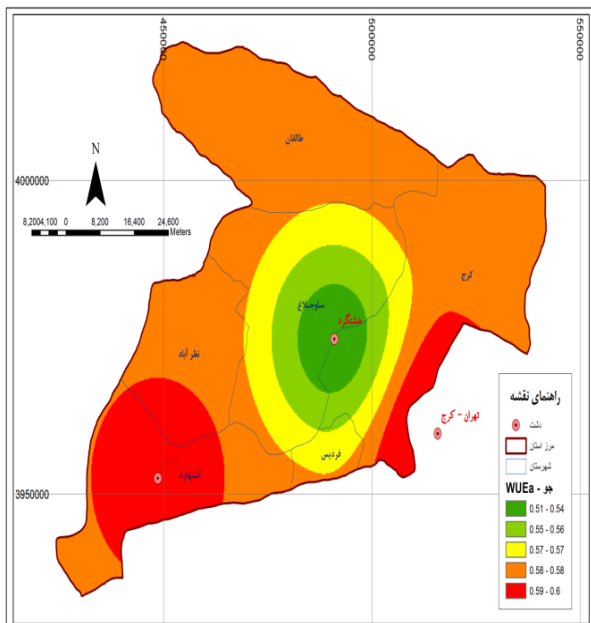 450000
500000
550000
4000000
3950000
N
8,2004,100 0 8,200 16,400 24,600
Meters
طالقان
کرج
ساوجبلاغ
هشتگرد
نظر آباد
تهران - کرج
فردیس
اشتهارد
راهنمای نقشه
دشت
مرز استان
شهرستان
WUEa - جو
0.51 - 0.54
0.55 - 0.56
0.57 - 0.57
0.58 - 0.58
0.59 - 0.6